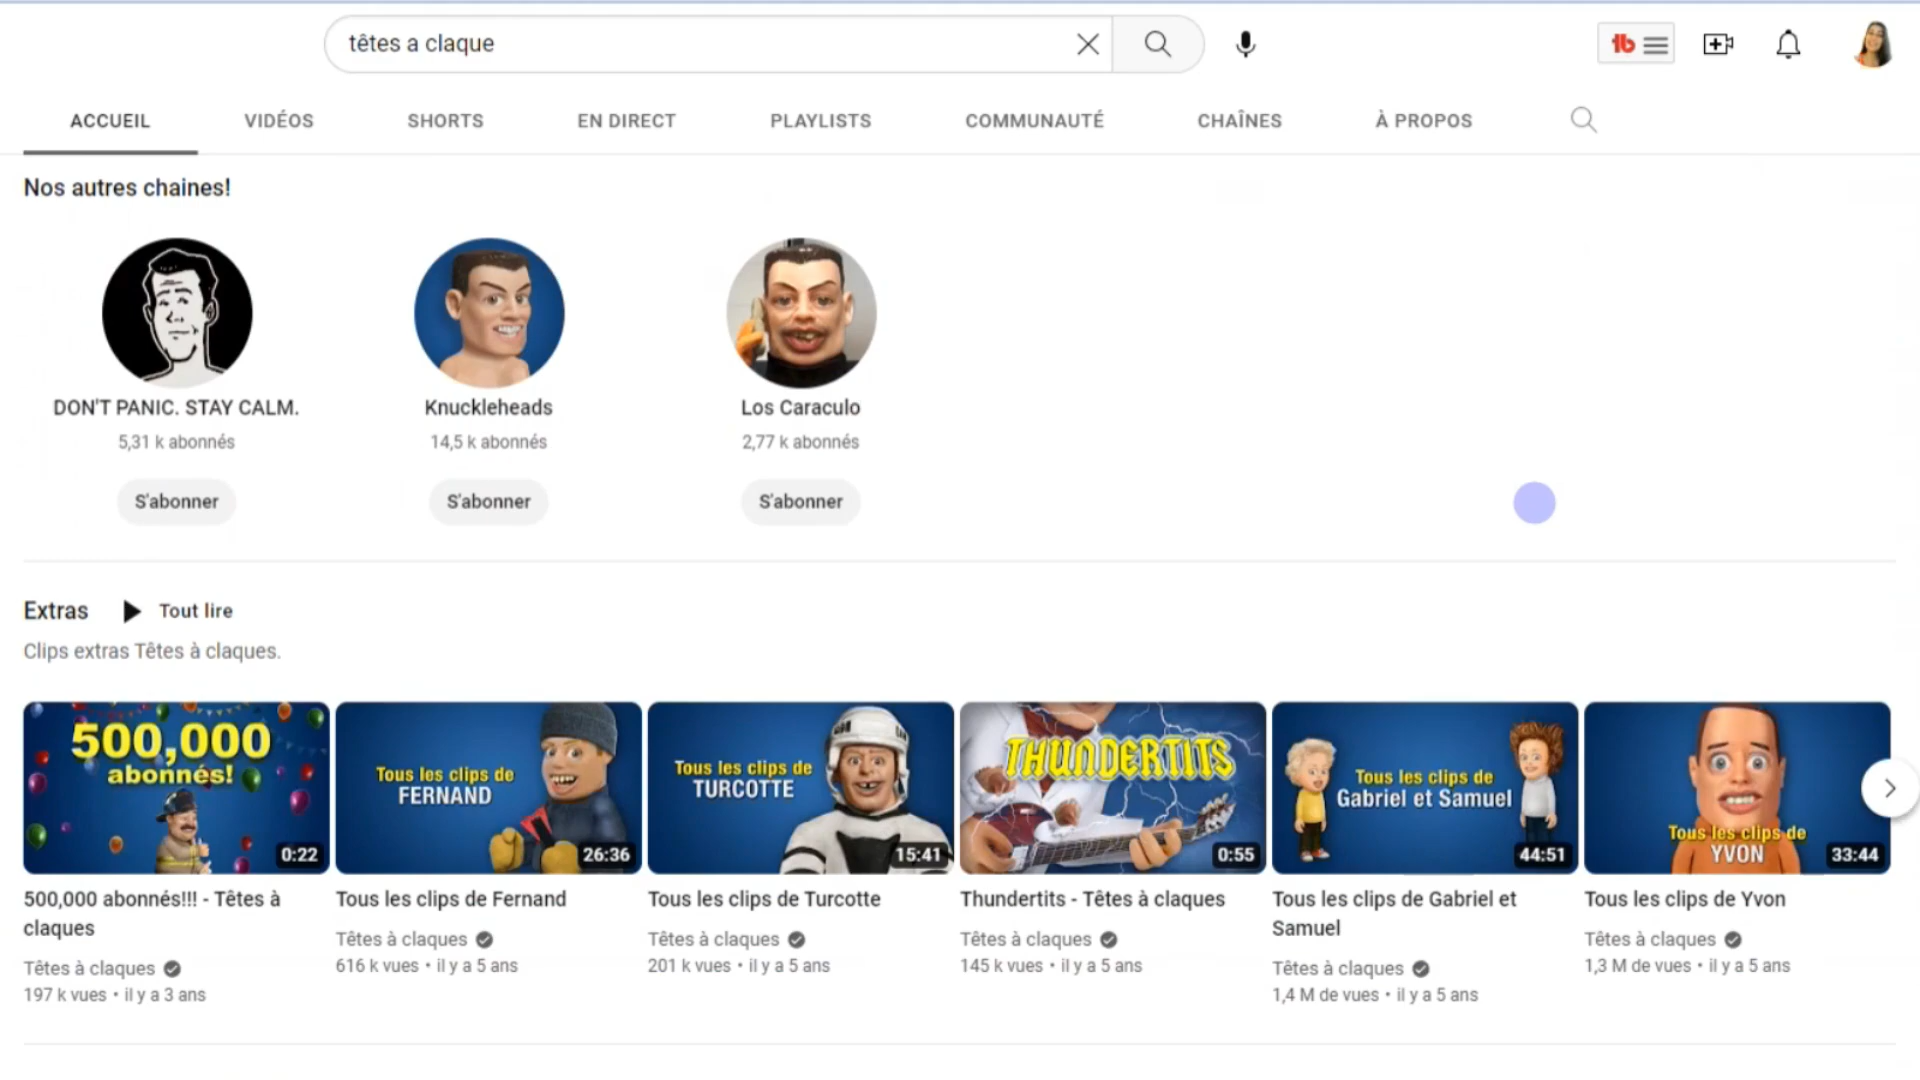 têtes a claque
ACCUEIL VIDÉOS SHORTS EN DIRECT PLAYLISTS COMMUNAUTÉ CHAÎNES À PROPOS
Nos autres chaines!
DON'T PANIC. STAY CALM. Knuckleheads Los Caraculo
5,31 k abonnés 14,5 k abonnés 2,77 k abonnés
S'abonner S'abonner S'abonner
Extras Tout lire
Clips extras Têtes à claques.
500,000
abonnés!
0:22
Tous les clips de
FERNAND
26:36
Tous les clips de
TURCOTTE
15:41
THUNDERTITS
0:55
Tous les clips de
Gabriel et Samuel
44:51
Tous les clips de
YVON
33:44
500,000 abonnés!!! - Têtes à
claques
Têtes à claques
197 k vues • il y a 3 ans
Tous les clips de Fernand
Têtes à claques
616 k vues • il y a 5 ans
Tous les clips de Turcotte
Têtes à claques
201 k vues • il y a 5 ans
Thundertits - Têtes à claques
Têtes à claques
145 k vues • il y a 5 ans
Tous les clips de Gabriel et
Samuel
Têtes à claques
1,4 M de vues • il y a 5 ans
Tous les clips de Yvon
Têtes à claques
1,3 M de vues • il y a 5 ans